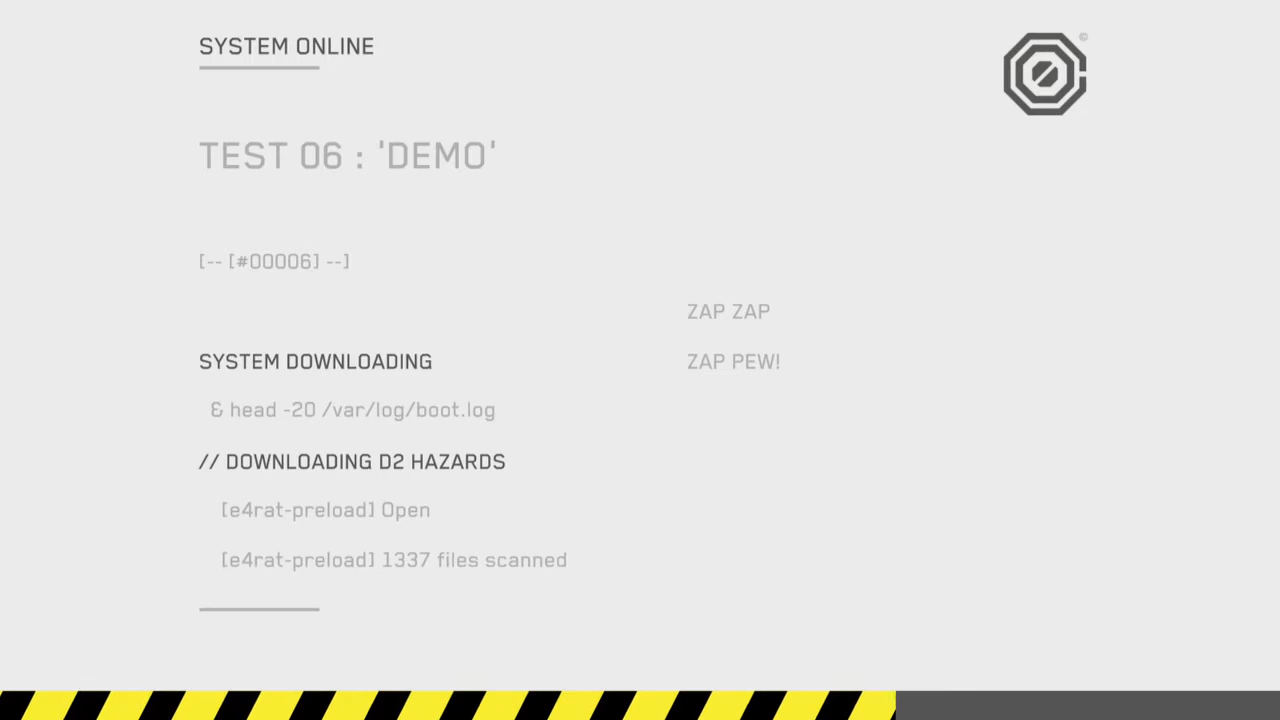 SYSTEM ONLINE
©
TEST 06 : 'DEMO'
[-- [#00006] --]
ZAP ZAP
SYSTEM DOWNLOADING
ZAP PEW!
& head -20 /var/log/boot.log
// DOWNLOADING D2 HAZARDS
[e4rat-preload] Open
[e4rat-preload] 1337 files scanned